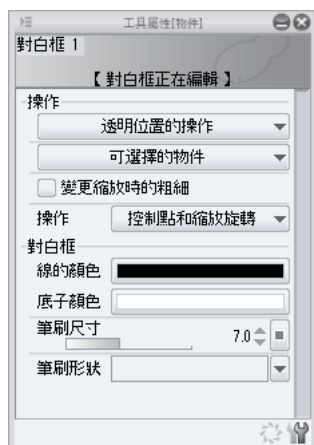 工具屬性[物件]
對白框 1
【 對白框正在編輯 】
操作
透明位置的操作
可選擇的物件
變更縮放時的粗細
操作 控制點和縮放旋轉
對白框
線的顏色
底子顏色
筆刷尺寸 7.0
筆刷形狀